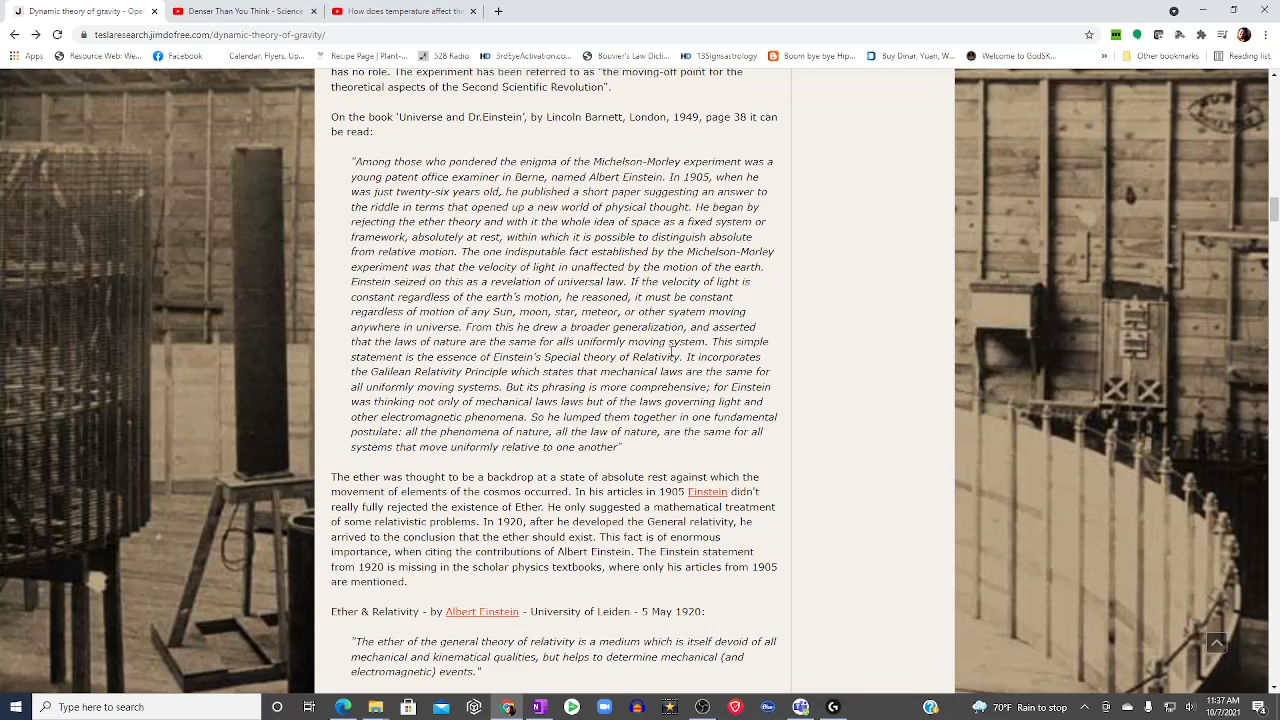 Dynamic theory of gravity - Ope
Denser Than You Think - Science
How does temperature affect the
teslaresearch.jimdofree.com/dynamic-theory-of-gravity/
Apps
Resource Web: We...
Facebook
Calendar, Flyers, Up...
Recipe Page | Plant-...
528 Radio
HD 3rdEyeActivation.co...
Bouvier's Law Dict...
HD 13signsastrology
Boom bye bye Hip...
Buy Dinar, Yuan, W...
Welcome to GodSK...
»
Other bookmarks
Reading list
has no role. The experiment has been referred to as "the moving-off point for the
theoretical aspects of the Second Scientific Revolution".
On the book 'Universe and Dr.Einstein', by Lincoln Barnett, London, 1949, page 38 it can
be read:
"Among those who pondered the enigma of the Michelson-Morley experiment was a
young patent office examiner in Berne, named Albert Einstein. In 1905, when he
was just twenty-six years old, he published a short paper suggesting an answer to
the riddle in terms that opened up a new world of physical thought. He began by
rejecting the ether theory and with it the whole idea of space as a fixed system or
framework, absolutely at rest, within which it is possible to distinguish absolute
from relative motion. The one indisputable fact established by the Michelson-Morley
experiment was that the velocity of light in unaffected by the motion of the earth.
Einstein seized on this as a revelation of universal law. If the velocity of light is
constant regardless of the earth's motion, he reasoned, it must be constant
regardless of motion of any Sun, moon, star, meteor, or other syatem moving
anywhere in universe. From this he drew a broader generalization, and asserted
that the laws of nature are the same for alls uniformly moving system. This simple
statement is the essence of Einstein's Special theory of Relativity. It incorporates
the Galilean Relativity Principle which states that mechanical laws are the same for
all uniformly moving systems. But its phrasing is more comprehensive; for Einstein
was thinking not only of mechanical laws laws but of the laws governing light and
other electromagnetic phenomena. So he lumped them together in one fundamental
postulate: all the phenomena of nature, all the law of nature, are the same for all
systems that move uniformly relative to one another"
The ether was thought to be a backdrop at a state of absolute rest against which the
movement of elements of the cosmos occurred. In his articles in 1905 Einstein didn't
really fully rejected the existence of Ether. He only suggested a mathematical treatment
of some relativistic problems. In 1920, after he developed the General relativity, he
arrived to the conclusion that the ether should exist. This fact is of enormous
importance, when citing the contributions of Albert Einstein. The Einstein statement
from 1920 is missing in the scholar physics textbooks, where only his articles from 1905
are mentioned.
Ether & Relativity - by Albert Einstein - University of Leiden - 5 May 1920:
"The ether of the general theory of relativity is a medium which is itself devoid of all
mechanical and kinematical qualities, but helps to determine mechanical (and
electromagnetic) events."
Type here to search
70°F Rain to stop
11:37 AM
10/7/2021